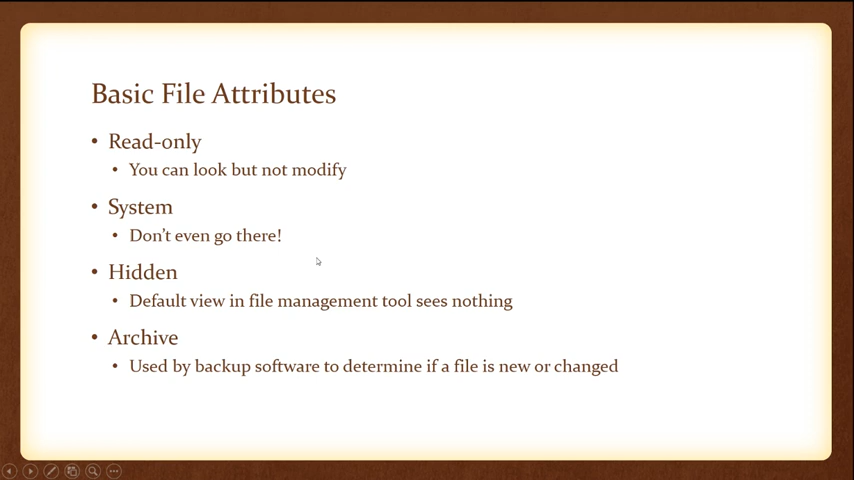 Basic File Attributes
• Read-only
• You can look but not modify
• System
• Don't even go there!
• Hidden
• Default view in file management tool sees nothing
• Archive
• Used by backup software to determine if a file is new or changed